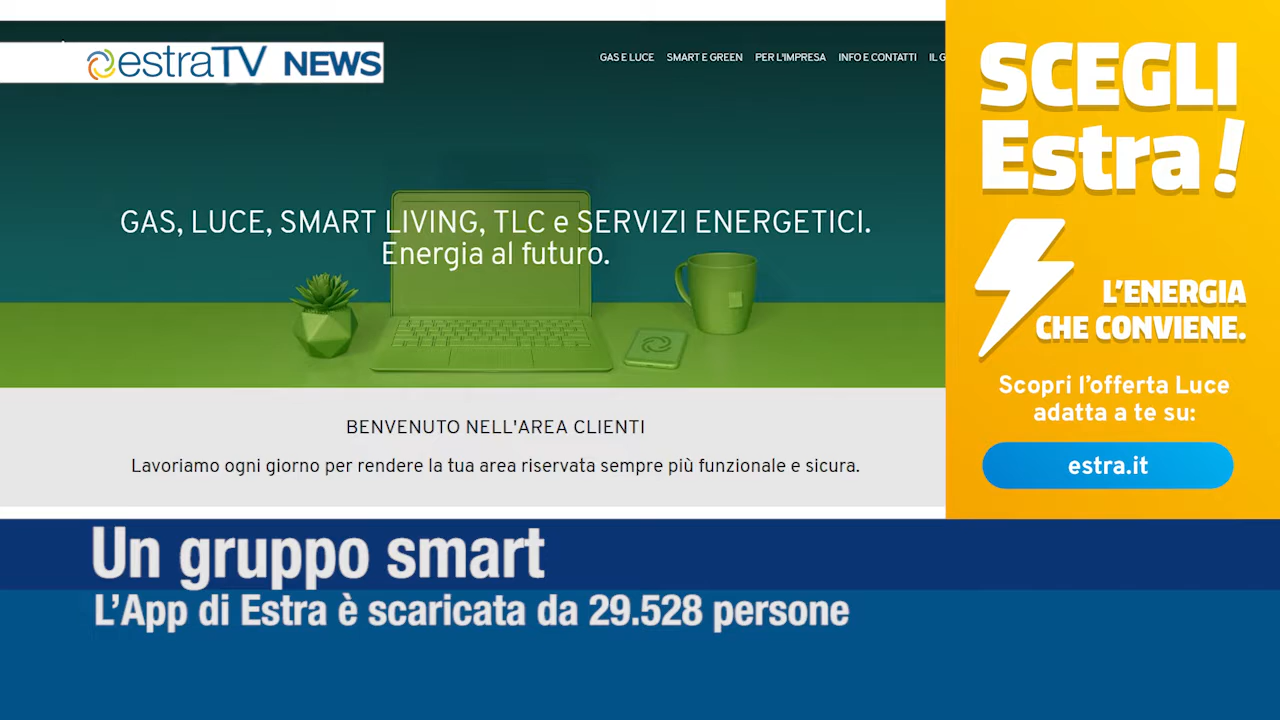 estraTV NEWS
GAS E LUCE SMART E GREEN PER L'IMPRESA INFO E CONTATTI IL G
GAS, LUCE, SMART LIVING, TLC e SERVIZI ENERGETICI.
Energia al futuro.
BENVENUTO NELL'AREA CLIENTI
Lavoriamo ogni giorno per rendere la tua area riservata sempre più funzionale e sicura.
SCEGLI
Estra!
L'ENERGIA
CHE CONVIENE.
Scopri l'offerta Luce
adatta a te su:
estra.it
Un gruppo smart
L'App di Estra è scaricata da 29.528 persone